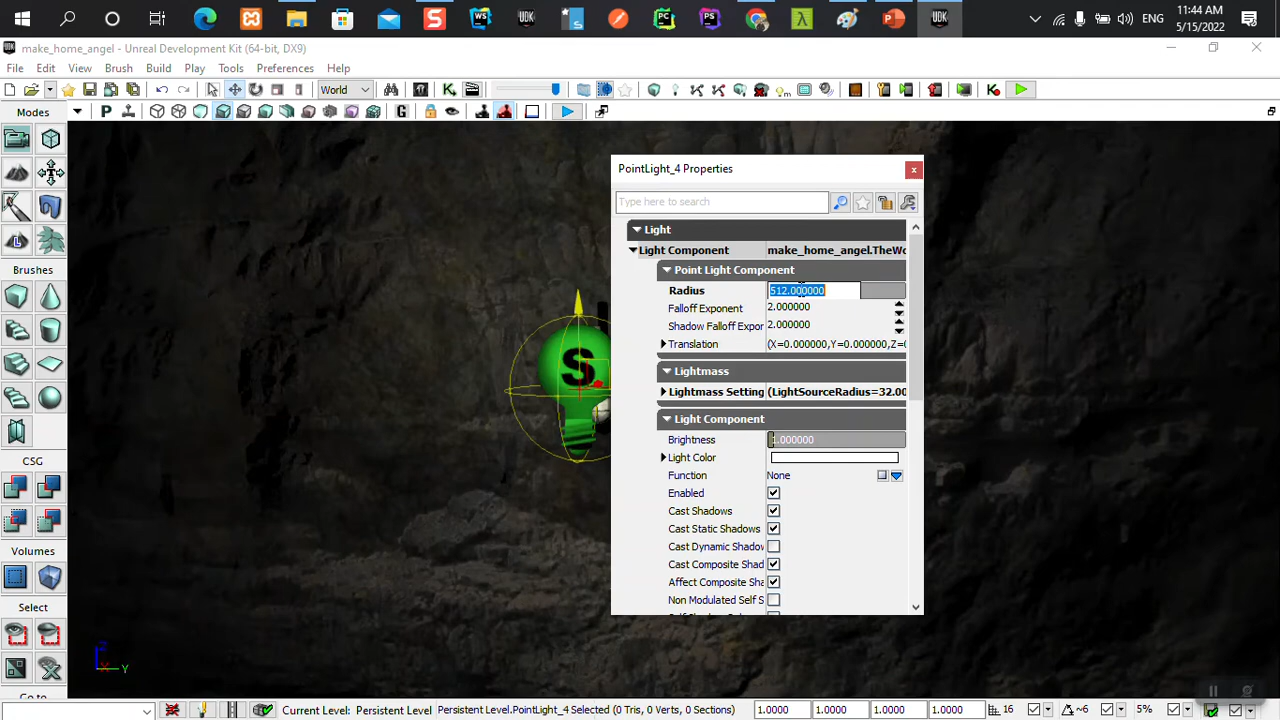 11:44 AM
ENG
5/15/2022
make_home_angel - Unreal Development Kit (64-bit, DX9)
File Edit View Brush Build Play Tools Preferences Help
World
Modes
Brushes
CSG
Volumes
Select
PointLight_4 Properties
Type here to search
Light
Light Component make_home_angel.TheWo
Point Light Component
Radius 512.000000
Falloff Exponent 2.000000
Shadow Falloff Expor 2.000000
Translation (X=0.000000,Y=0.000000,Z=0
Lightmass
Lightmass Setting (LightSourceRadius=32.00
Light Component
Brightness 1.000000
Light Color
Function None
Enabled
Cast Shadows
Cast Static Shadows
Cast Dynamic Shadow
Cast Composite Shad
Affect Composite Sha
Non Modulated Self S
S
Z
X
Y
Current Level: Persistent Level Persistent Level.PointLight_4 Selected (0 Tris, 0 Verts, 0 Sections) 1.0000 1.0000 1.0000 1.0000 16 ~6 5%